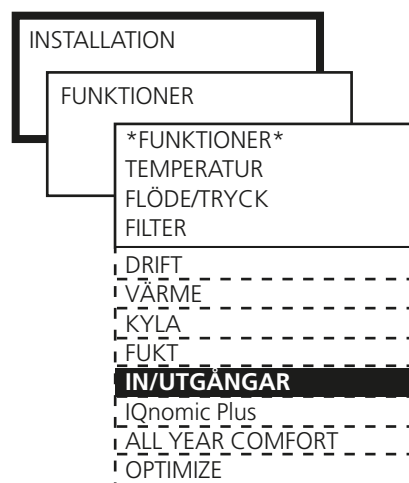 INSTALLATION
FUNKTIONER
*FUNKTIONER*
TEMPERATUR
FLÖDE/TRYCK
FILTER
DRIFT
VÄRME
KYLA
FUKT
IN/UTGÅNGAR
IQnomic Plus
ALL YEAR COMFORT
OPTIMIZE